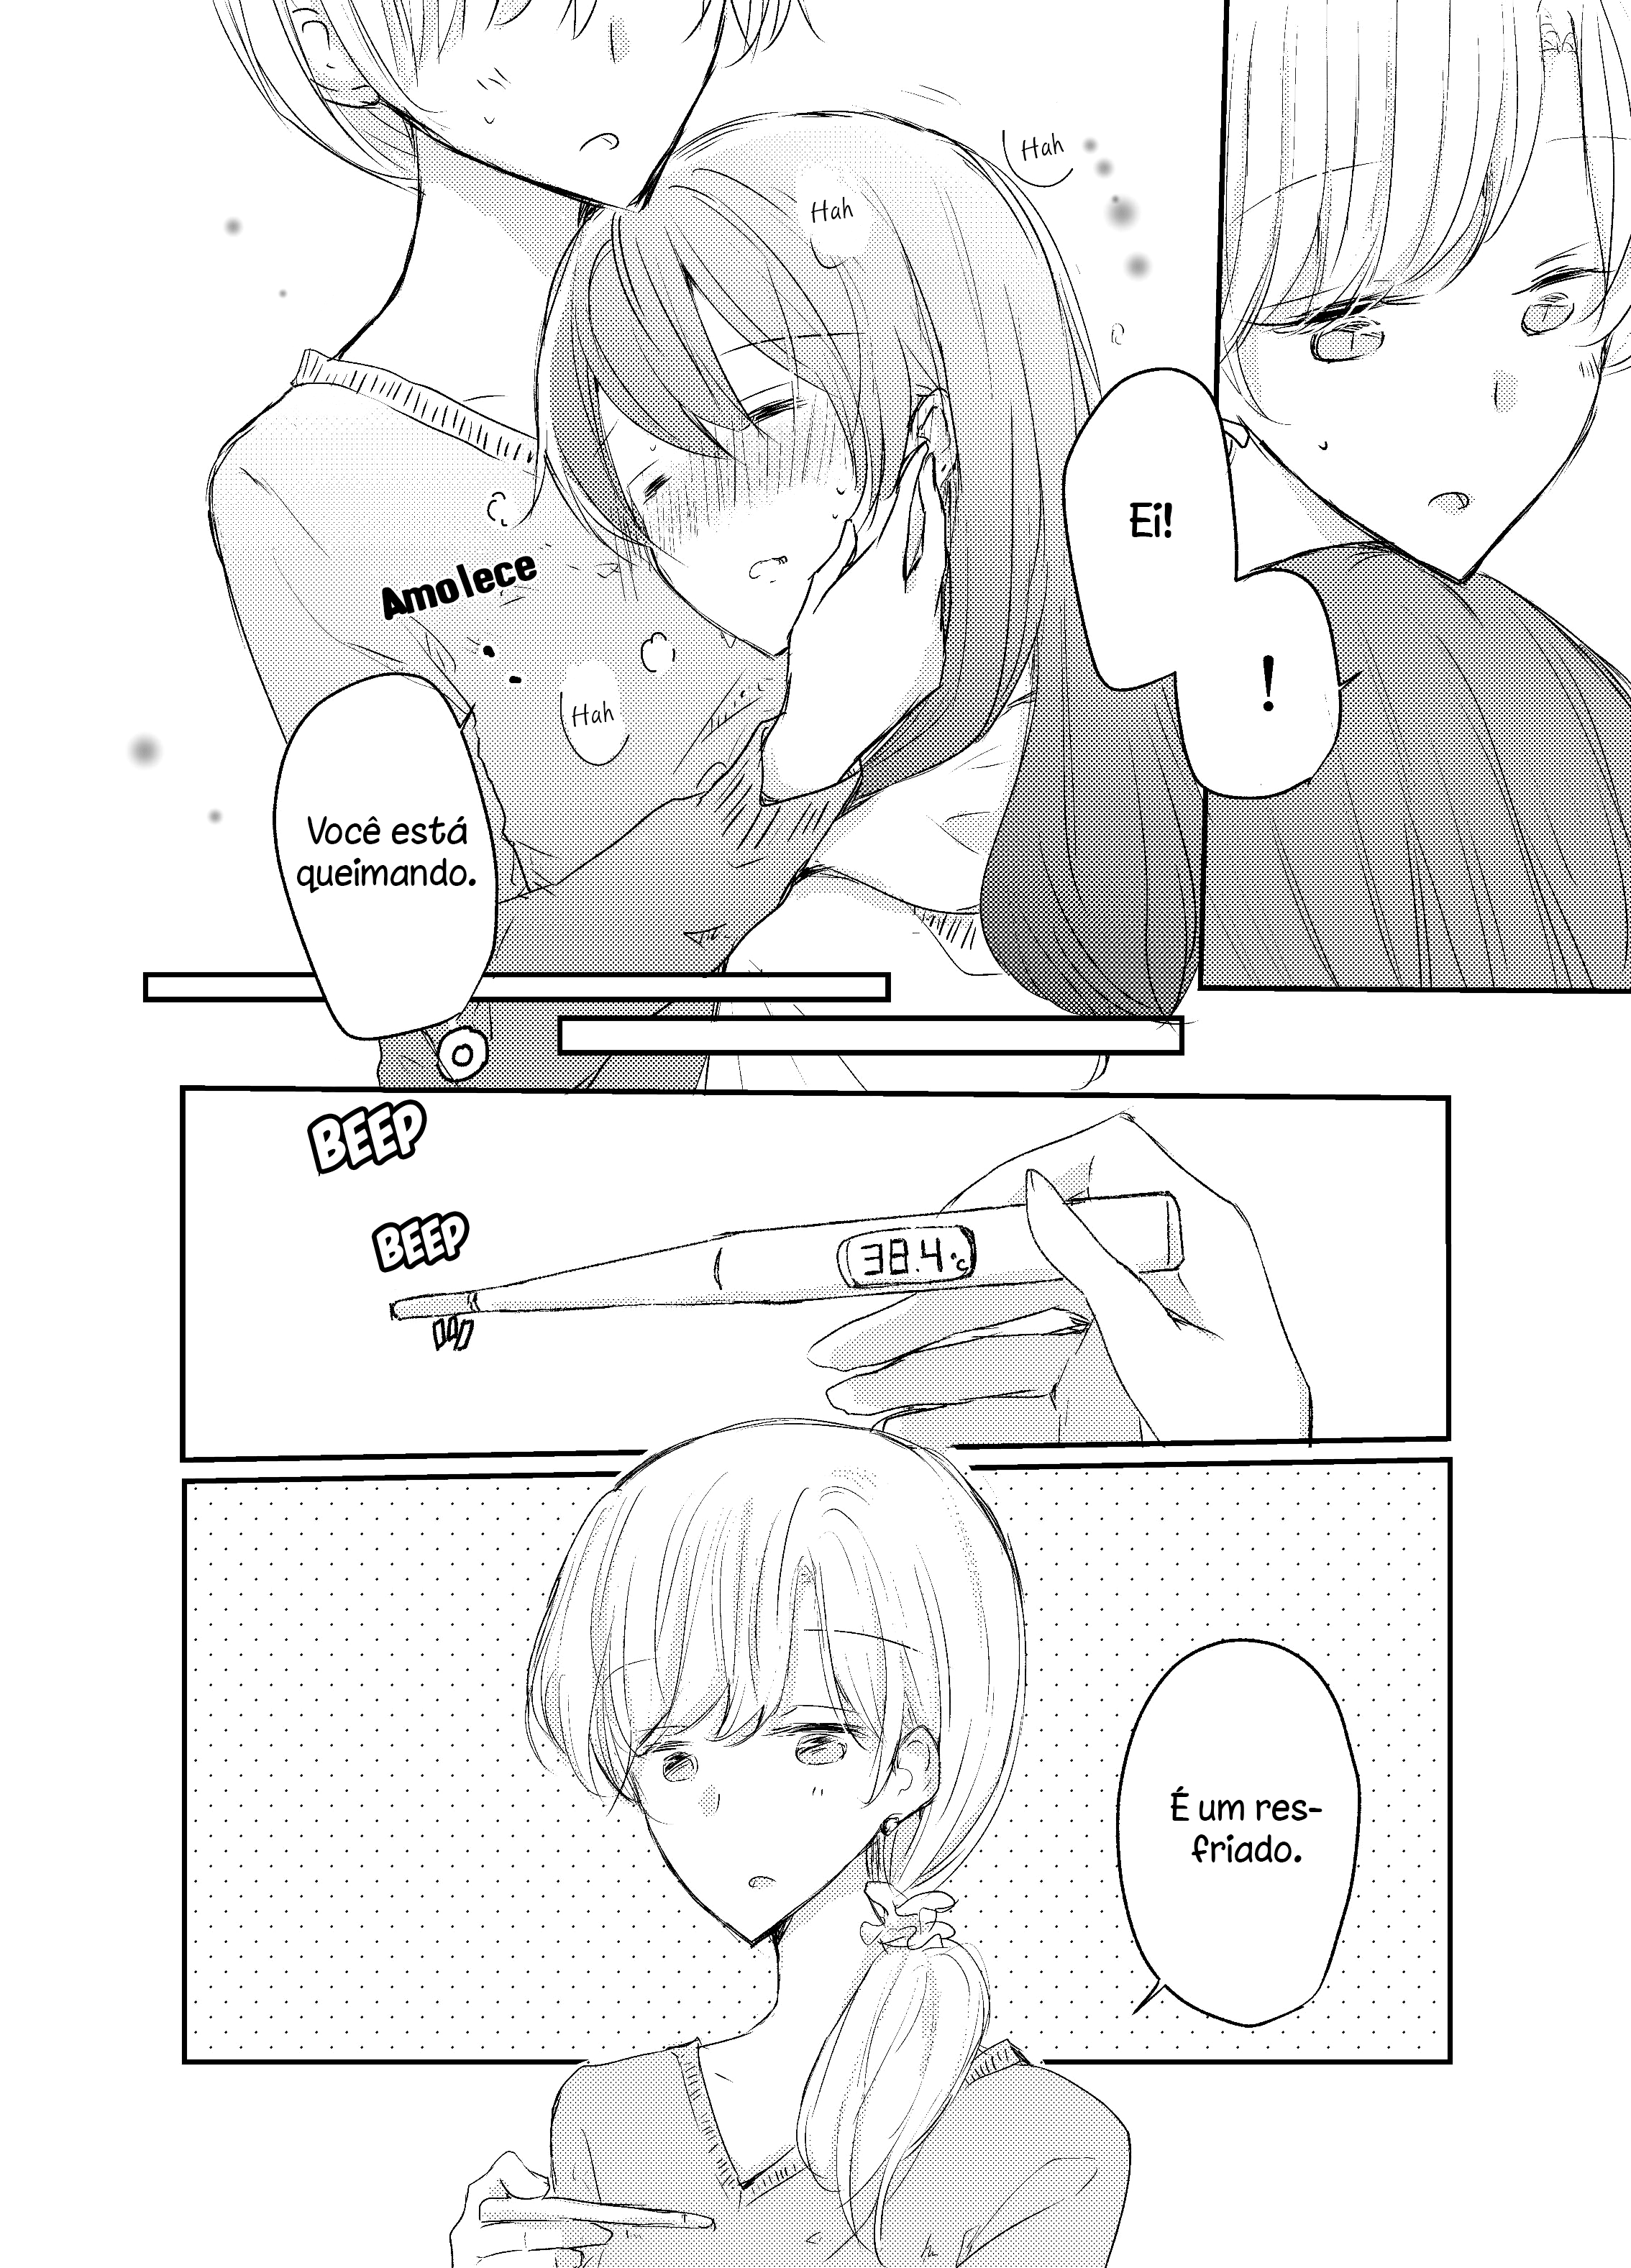 Ei!
!
Hah
Hah
Amolece
Hah
Você está
queimando.
BEEP
BEEP
38.4°C
É um res-
friado.